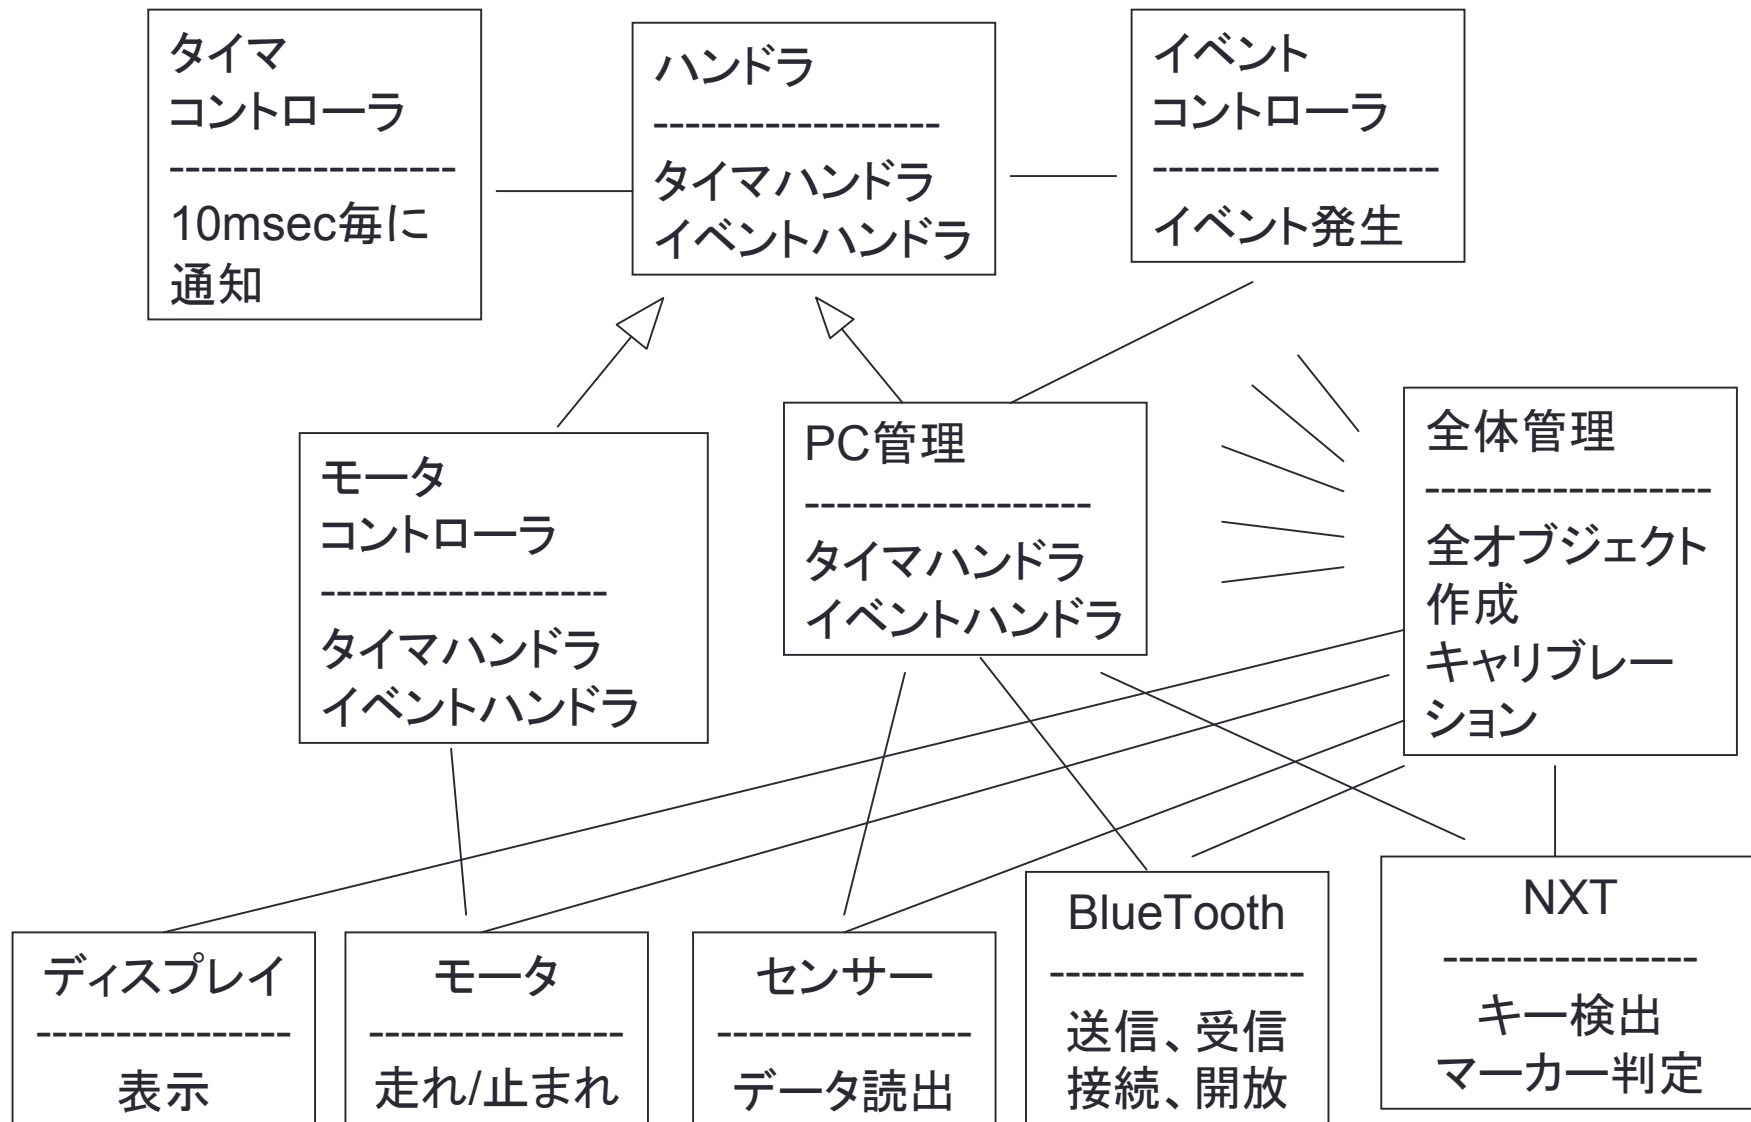 タイマ
コントローラ
------------------
10msec毎に
通知
ハンドラ
------------------
タイマハンドラ
イベントハンドラ
イベント
コントローラ
------------------
イベント発生
モータ
コントローラ
------------------
タイマハンドラ
イベントハンドラ
PC管理
------------------
タイマハンドラ
イベントハンドラ
全体管理
------------------
全オブジェクト
作成
キャリブレー
ション
ディスプレイ
----------------
表示
モータ
----------------
走れ/止まれ
センサー
----------------
データ読出
BlueTooth
----------------
送信、受信
接続、開放
NXT
----------------
キー検出
マーカー判定